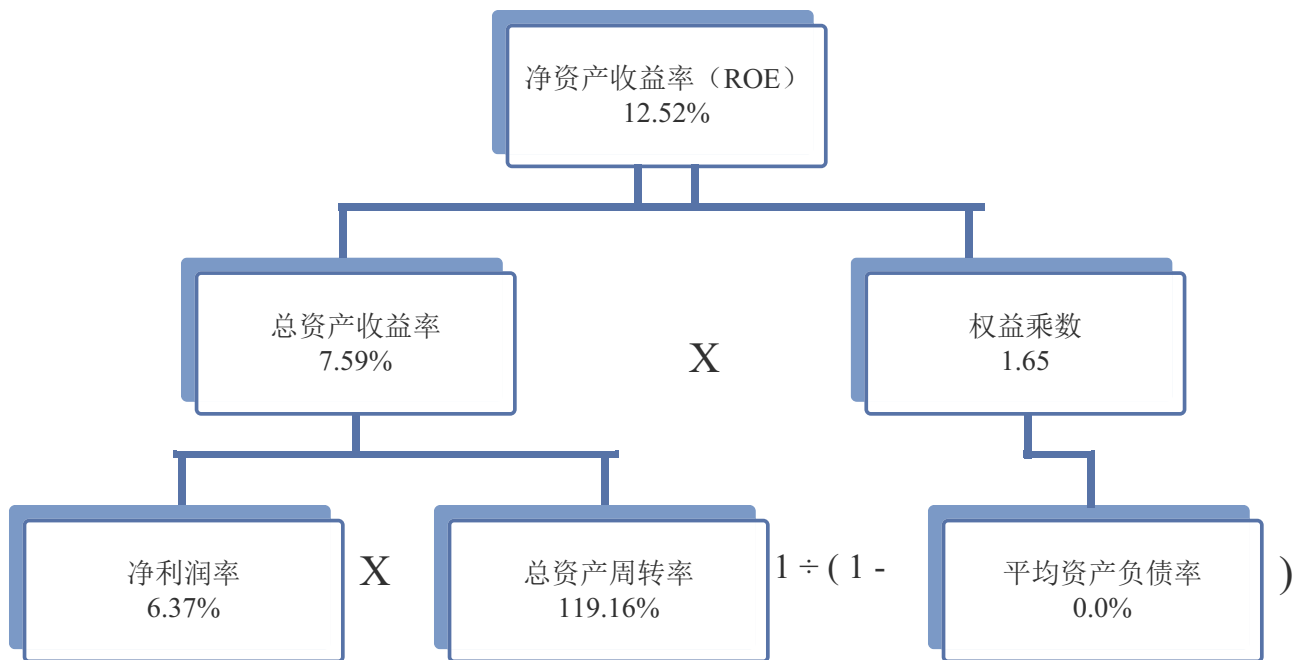 净资产收益率（ROE）
12.52%
总资产收益率
7.59%
X
权益乘数
1.65
净利润率
6.37%
X
总资产周转率
119.16%
1 ÷ ( 1 -
平均资产负债率
0.0%
)